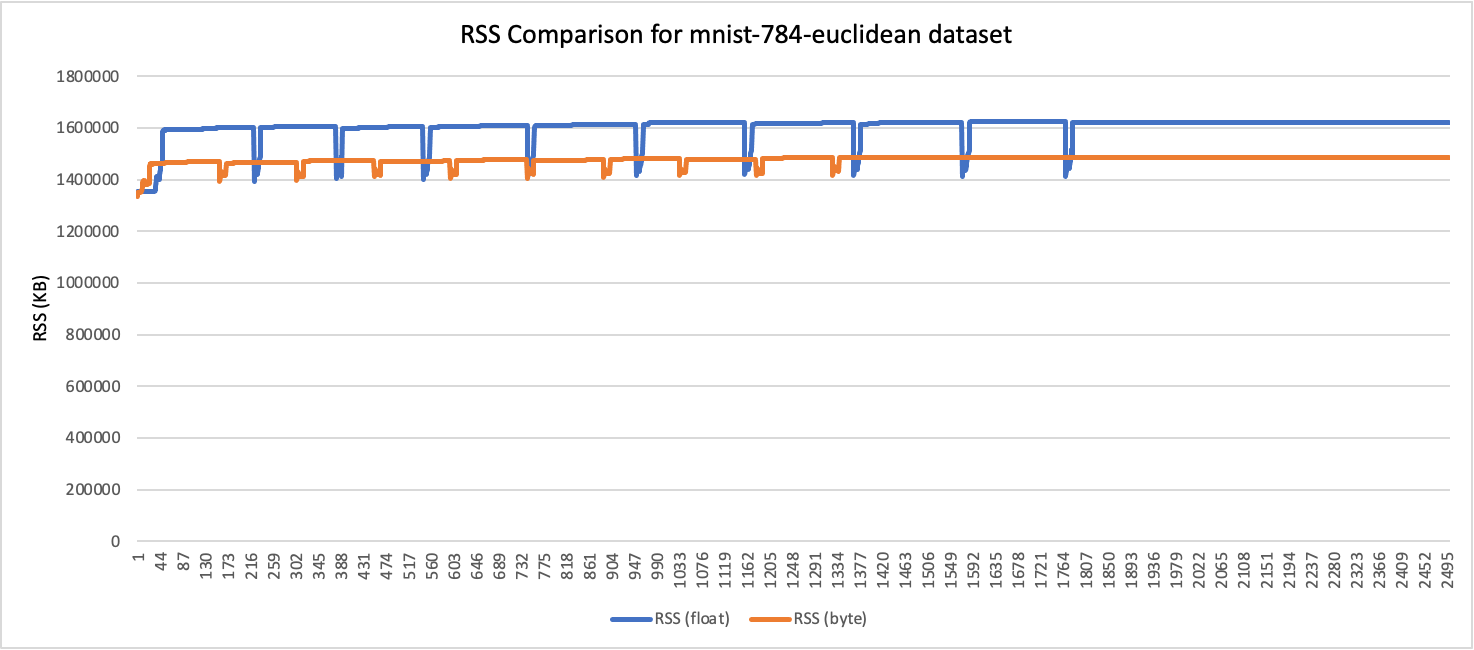 RSS Comparison for mnist-784-euclidean dataset
1800000
1600000
1400000
1200000
1000000
800000
600000
400000
200000
0
RSS (KB)
1 44 87 130 173 216 259 302 345 388 431 474 517 560 603 646 689 732 775 818 861 904 947 990 1033 1076 1119 1162 1205 1248 1291 1334 1377 1420 1463 1506 1549 1592 1635 1678 1721 1764 1807 1850 1893 1936 1979 2022 2065 2108 2151 2194 2237 2280 2323 2366 2409 2452 2495
RSS (float) RSS (byte)